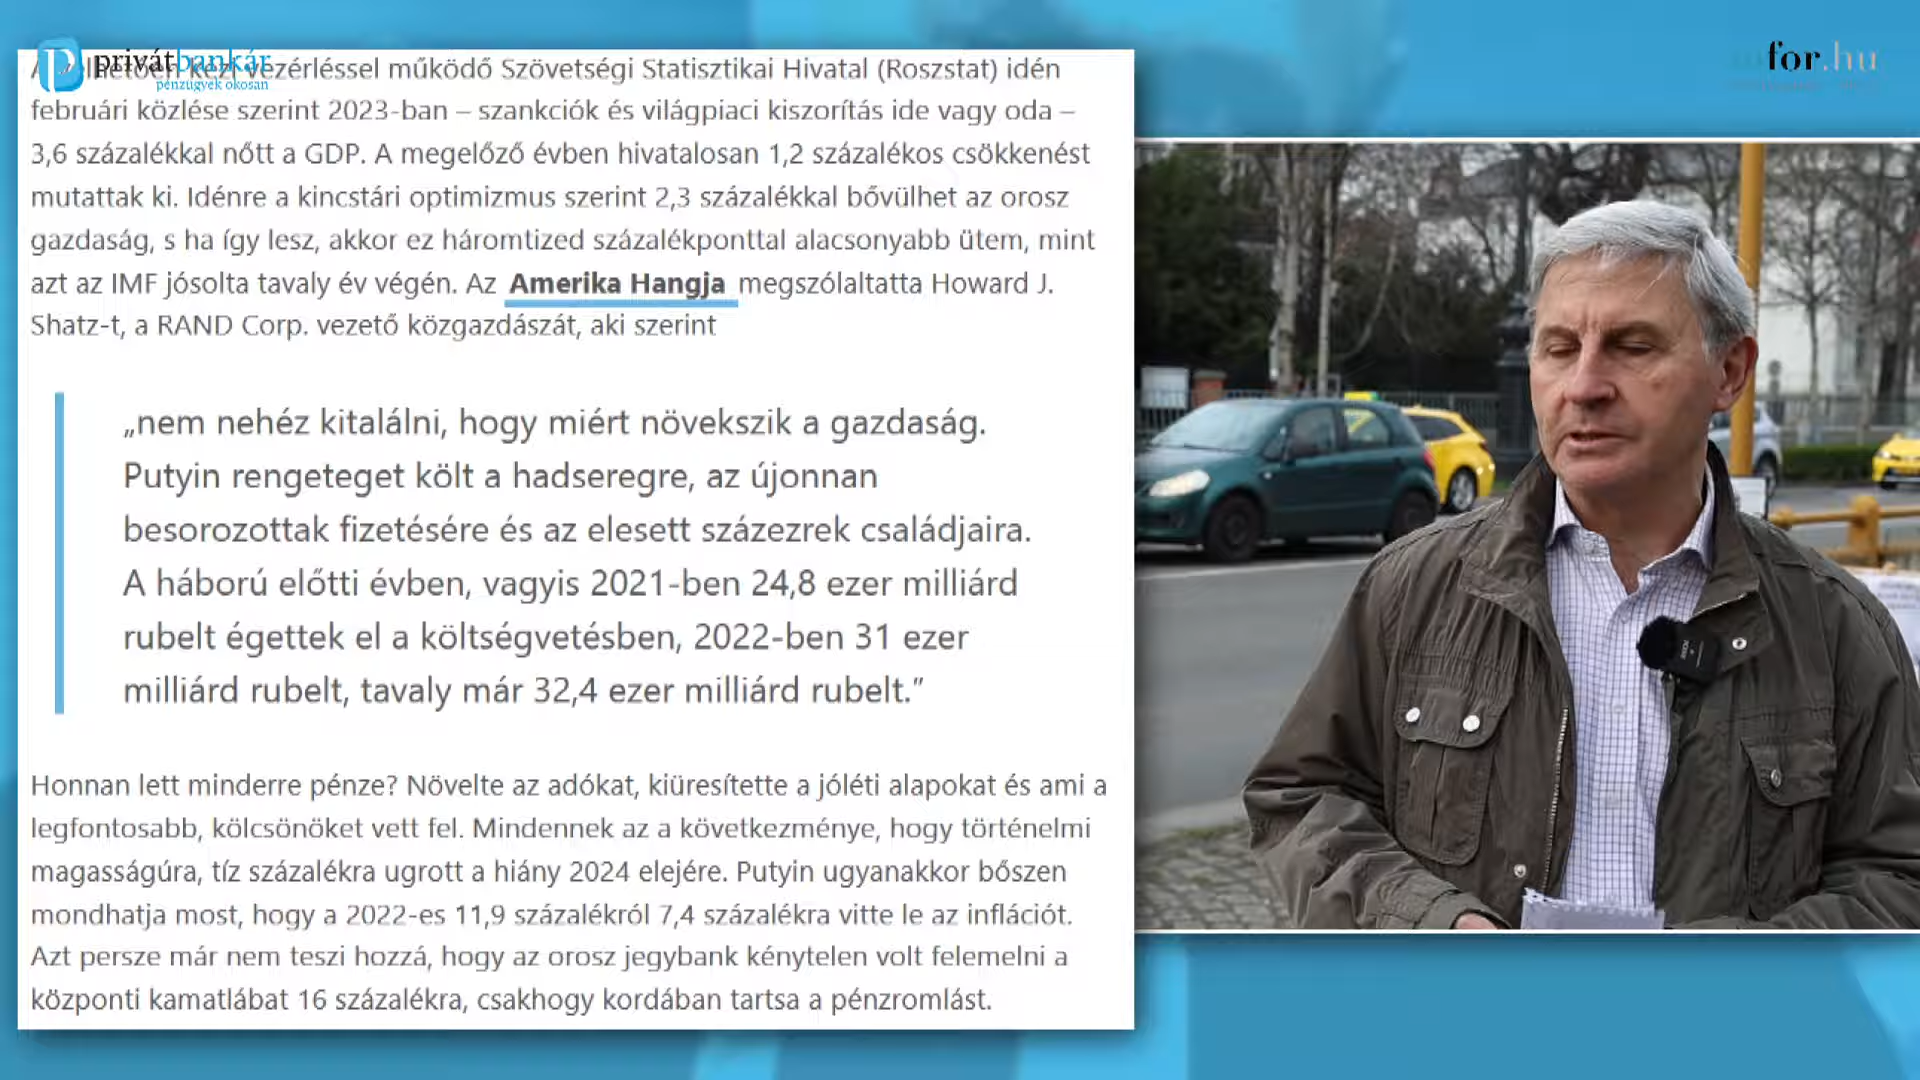 privátbankár
pénzügyek okosan
mfor.hu
kézi vezérléssel működő Szövetségi Statisztikai Hivatal (Roszstat) idén
februári közlése szerint 2023-ban – szankciók és világpiaci kiszorítás ide vagy oda –
3,6 százalékkal nőtt a GDP. A megelőző évben hivatalosan 1,2 százalékos csökkenést
mutattak ki. Idénre a kincstári optimizmus szerint 2,3 százalékkal bővülhet az orosz
gazdaság, s ha így lesz, akkor ez háromtized százalékponttal alacsonyabb ütem, mint
azt az IMF jósolta tavaly év végén. Az Amerika Hangja megszólaltatta Howard J.
Shatz-t, a RAND Corp. vezető közgazdászát, aki szerint
„nem nehéz kitalálni, hogy miért növekszik a gazdaság.
Putyin rengeteget költ a hadseregre, az újonnan
besorozottak fizetésére és az elesett százezrek családjaira.
A háború előtti évben, vagyis 2021-ben 24,8 ezer milliárd
rubelt égettek el a költségvetésben, 2022-ben 31 ezer
milliárd rubelt, tavaly már 32,4 ezer milliárd rubelt.”
Honnan lett minderre pénze? Növelte az adókat, kiüresítette a jóléti alapokat és ami a
legfontosabb, kölcsönöket vett fel. Mindennek az a következménye, hogy történelmi
magasságúra, tíz százalékra ugrott a hiány 2024 elejére. Putyin ugyanakkor bőszen
mondhatja most, hogy a 2022-es 11,9 százalékról 7,4 százalékra vitte le az inflációt.
Azt persze már nem teszi hozzá, hogy az orosz jegybank kénytelen volt felemelni a
központi kamatlábat 16 százalékra, csakhogy kordában tartsa a pénzromlást.